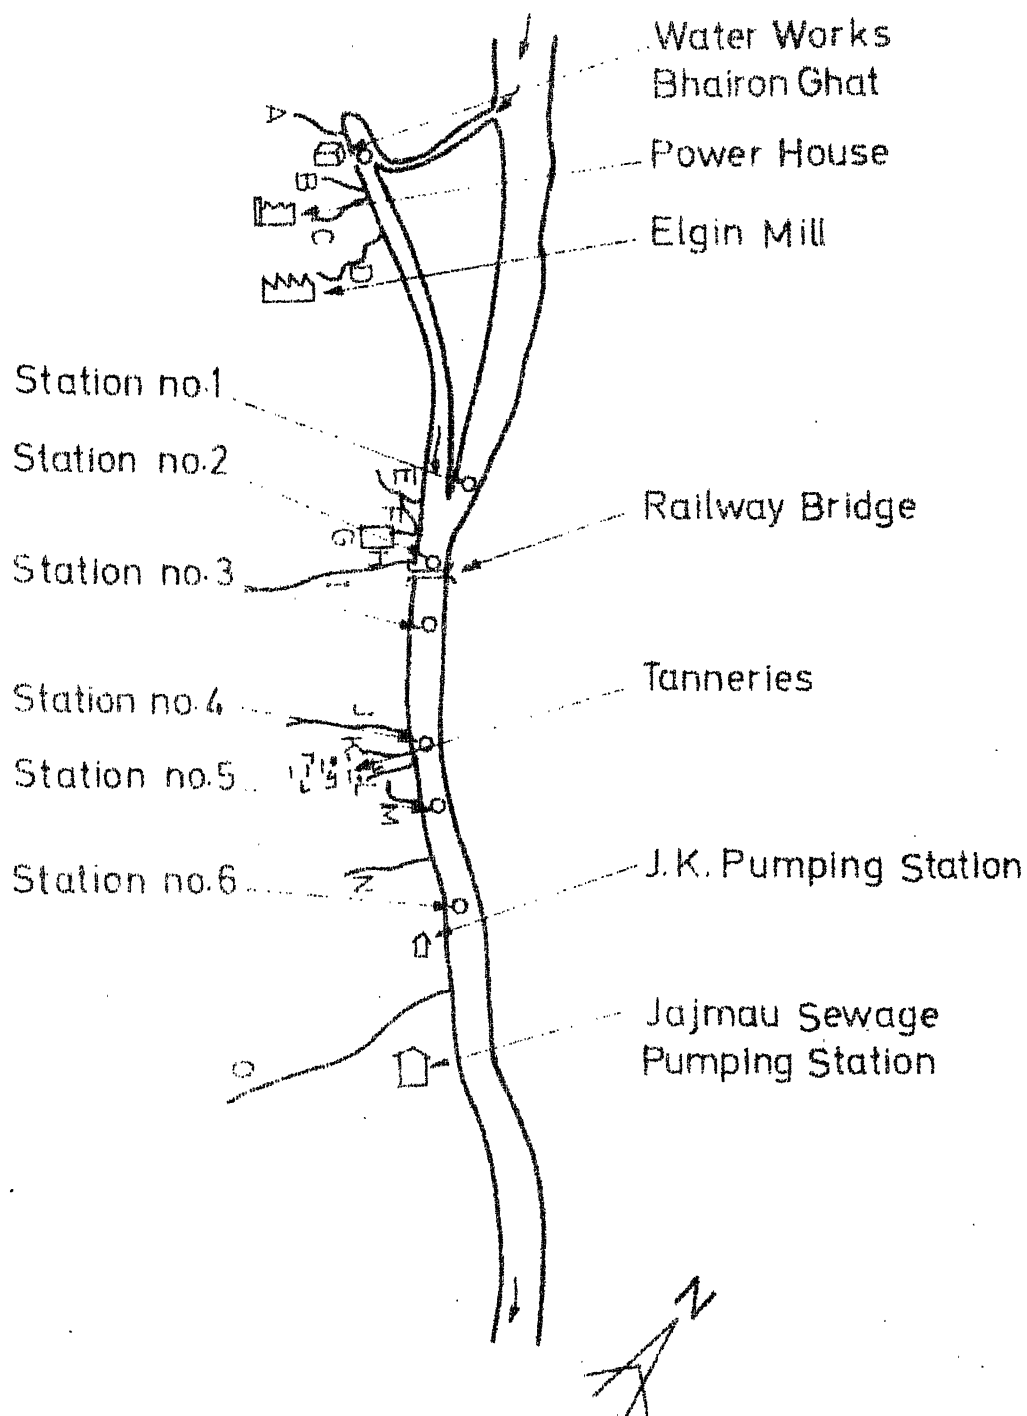 Water Works
Bhairon Ghat
A
Power House
B
C
Elgin Mill
D
Station no.1
Station no.2
E
F
Railway Bridge
G
H
Station no.3
I
Tanneries
Station no.4
J
K
Station no.5
L
M
J.K. Pumping Station
Station no.6
N
Jajmau Sewage
Pumping Station
O
N